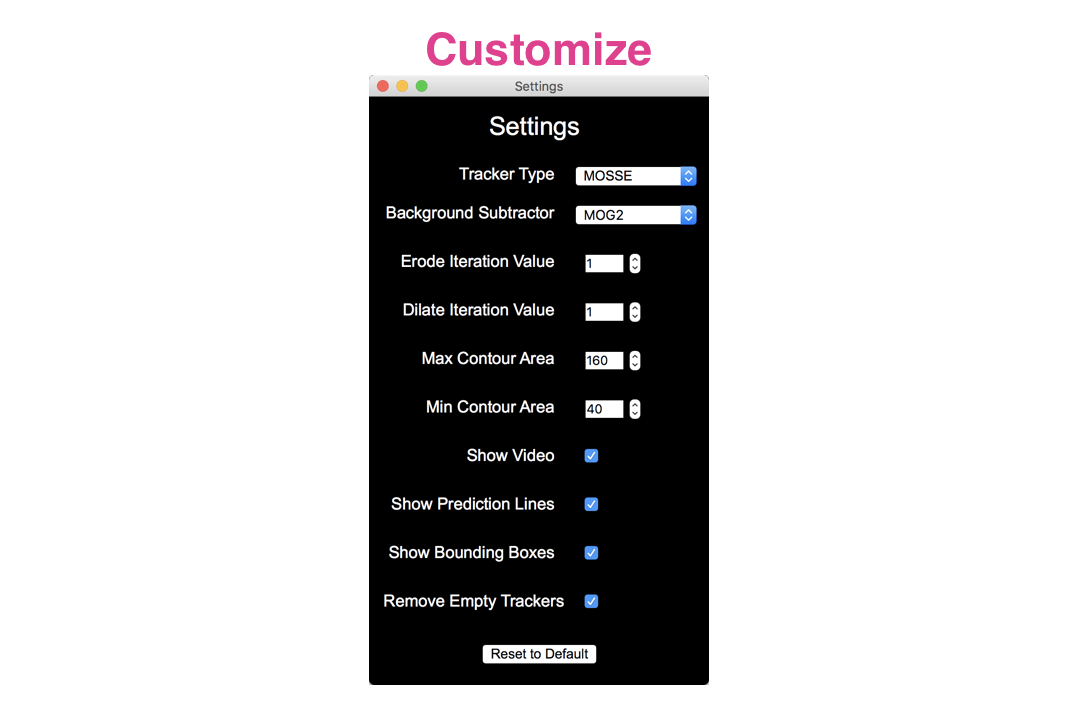 Customize
Settings
Settings
Tracker Type MOSSE
Background Subtractor MOG2
Erode Iteration Value 1
Dilate Iteration Value 1
Max Contour Area 160
Min Contour Area 40
Show Video
Show Prediction Lines
Show Bounding Boxes
Remove Empty Trackers
Reset to Default